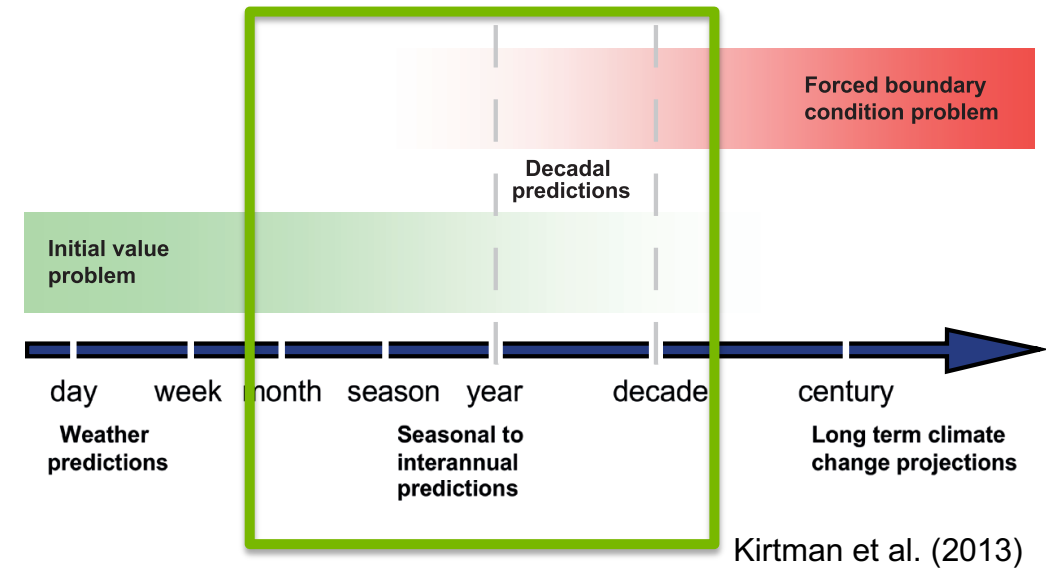 Forced boundary
condition problem
Decadal
predictions
Initial value
problem
day week month season year decade century
Weather
predictions
Seasonal to
interannual
predictions
Long term climate
change projections
Kirtman et al. (2013)